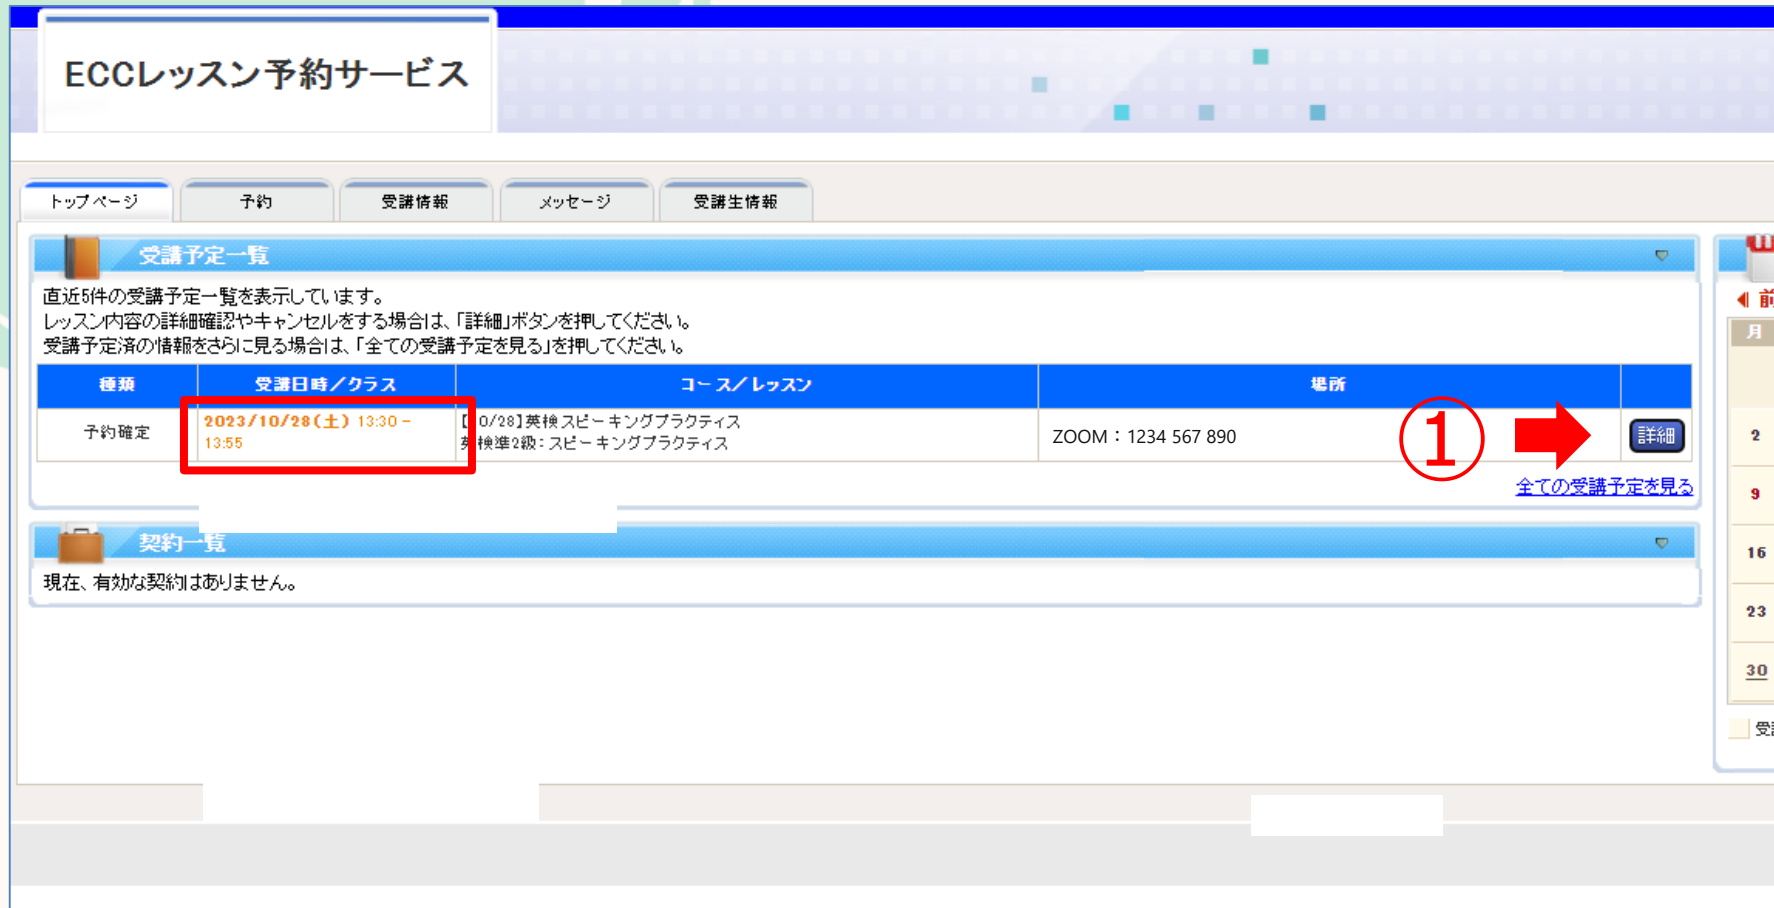 ECCレッスン予約サービス
トップページ
予約
受講情報
メッセージ
受講生情報
受講予定一覧
直近5件の受講予定一覧を表示しています。
レッスン内容の詳細確認やキャンセルをする場合は、「詳細」ボタンを押してください。
受講予定済の情報をさらに見る場合は、「全ての受講予定を見る」を押してください。
種類 受講日時/クラス コース/レッスン 場所
予約確定
2023/10/28(土) 13:30 -
13:55
【 0/28】英検スピーキングプラクティス
英検準2級：スピーキングプラクティス
ZOOM：1234 567 890
①
詳細
全ての受講予定を見る
契約一覧
現在、有効な契約はありません。
前
月
2
9
16
23
30
受